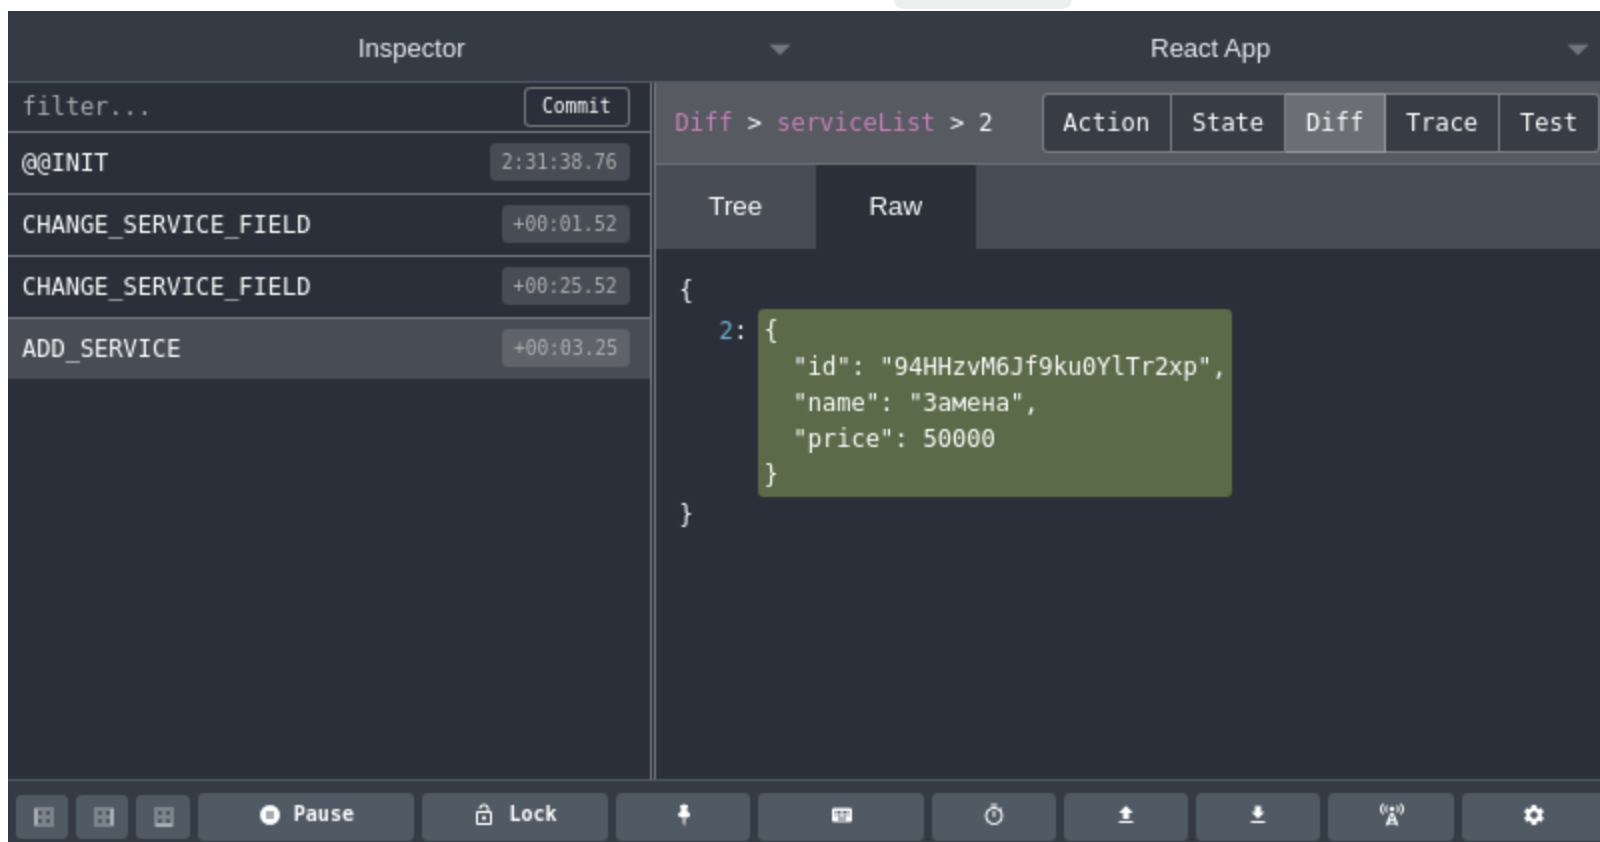 Inspector
React App
filter...
Commit
@@INIT
2:31:38.76
CHANGE_SERVICE_FIELD
+00:01.52
CHANGE_SERVICE_FIELD
+00:25.52
ADD_SERVICE
+00:03.25
Diff > serviceList > 2
Action
State
Diff
Trace
Test
Tree
Raw
{
2: {
"id": "94HHzvM6Jf9ku0YlTr2xp",
"name": "Замена",
"price": 50000
}
}
Pause
Lock